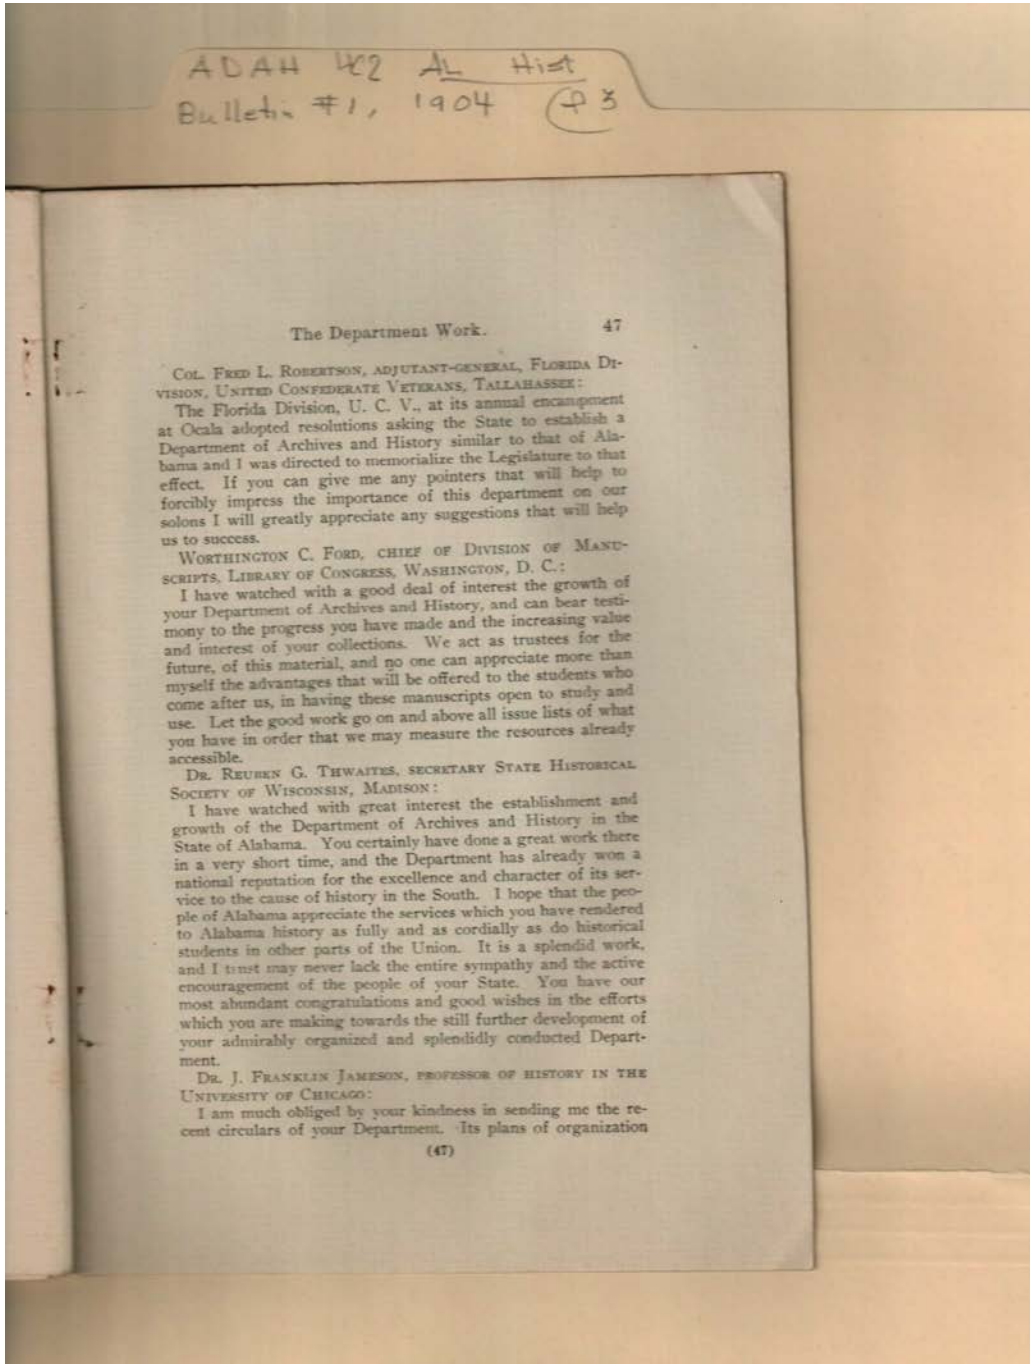 ADAH 42 AL Hist
Bulletin #1, 1904 P 3
The Department Work. 47
COL. FRED L. ROBERTSON, ADJUTANT-GENERAL, FLORIDA DI-
VISION, UNITED CONFEDERATE VETERANS, TALLAHASSEE:
The Florida Division, U. C. V., at its annual encampment
at Ocala adopted resolutions asking the State to establish a
Department of Archives and History similar to that of Ala-
bama and I was directed to memorialize the Legislature to that
effect. If you can give me any pointers that will help to
forcibly impress the importance of this department on our
solons I will greatly appreciate any suggestions that will help
us to success.
WORTHINGTON C. FORD, CHIEF OF DIVISION OF MANU-
SCRIPTS, LIBRARY OF CONGRESS, WASHINGTON, D. C.:
I have watched with a good deal of interest the growth of
your Department of Archives and History, and can bear testi-
mony to the progress you have made and the increasing value
and interest of your collections. We act as trustees for the
future, of this material, and no one can appreciate more than
myself the advantages that will be offered to the students who
come after us, in having these manuscripts open to study and
use. Let the good work go on and above all issue lists of what
you have in order that we may measure the resources already
accessible.
DR. REUBEN G. THWAITES, SECRETARY STATE HISTORICAL
SOCIETY OF WISCONSIN, MADISON:
I have watched with great interest the establishment and
growth of the Department of Archives and History in the
State of Alabama. You certainly have done a great work there
in a very short time, and the Department has already won a
national reputation for the excellence and character of its ser-
vice to the cause of history in the South. I hope that the peo-
ple of Alabama appreciate the services which you have rendered
to Alabama history as fully and as cordially as do historical
students in other parts of the Union. It is a splendid work,
and I trust may never lack the entire sympathy and the active
encouragement of the people of your State. You have our
most abundant congratulations and good wishes in the efforts
which you are making towards the still further development of
your admirably organized and splendidly conducted Depart-
ment.
DR. J. FRANKLIN JAMESON, PROFESSOR OF HISTORY IN THE
UNIVERSITY OF CHICAGO:
I am much obliged by your kindness in sending me the re-
cent circulars of your Department. Its plans of organization
(47)